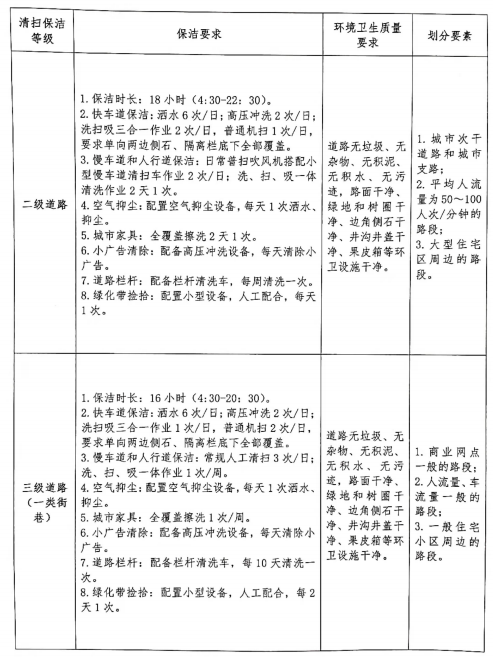 清扫保洁
等级
保洁要求
环境卫生质量
要求
划分要素
二级道路
1.保洁时长：18小时（4:30-22：30）。
2.快车道保洁：洒水6次/日；高压冲洗2次/日；
洗扫吸三合一作业2次/日，普通机扫1次/日，
要求单向两边侧石、隔离栏底下全部覆盖。
3.慢车道和人行道保洁：日常普扫吹风机搭配小
型慢车道清扫车作业2次/日；洗、扫、吸一体
清洗作业2天1次。
4.空气抑尘：配置空气抑尘设备，每天1次洒水、
抑尘。
5.城市家具：全覆盖擦洗2天1次。
6.小广告清除：配备高压冲洗设备，每天清除小
广告。
7.道路栏杆：配备栏杆清洗车，每周清洗一次。
8.绿化带捡拾：配置小型设备，人工配合，每天
1次。
道路无垃圾、无
杂物、无积泥、
无积水、无污
迹，路面干净、
绿地和树圈干
净、边角侧石干
净、井沟井盖干
净、果皮箱等环
卫设施干净。
1.城市次干
道路和城市
支路；
2.平均人流
量为50～100
人次/分钟的
路段；
3.大型住宅
区周边的路
段。
三级道路
（一类街
巷）
1.保洁时长：16小时（4:30-20：30）。
2.快车道保洁：洒水6次/日；高压冲洗2次/日；
洗扫吸三合一作业1次/日，普通机扫2次/日，
要求单向两边侧石、隔离栏底下全部覆盖。
3.慢车道和人行道保洁：常规人工清扫3次/日；
洗、扫、吸一体作业1次/周。
4.空气抑尘：配置空气抑尘设备，每天1次洒水、
抑尘。
5.城市家具：全覆盖擦洗1次/周。
6.小广告清除：配备高压冲洗设备，每天清除小
广告。
7.道路栏杆：配备栏杆清洗车，每10天清洗一
次。
8.绿化带捡拾：配置小型设备，人工配合，每2
天1次。
道路无垃圾、无
杂物、无积泥、
无积水、无污
迹，路面干净、
绿地和树圈干
净、边角侧石干
净、井沟井盖干
净、果皮箱等环
卫设施干净。
1.商业网点
一般的路段；
2.人流量、车
流量一般的
路段；
3.一般住宅
小区周边的
路段。